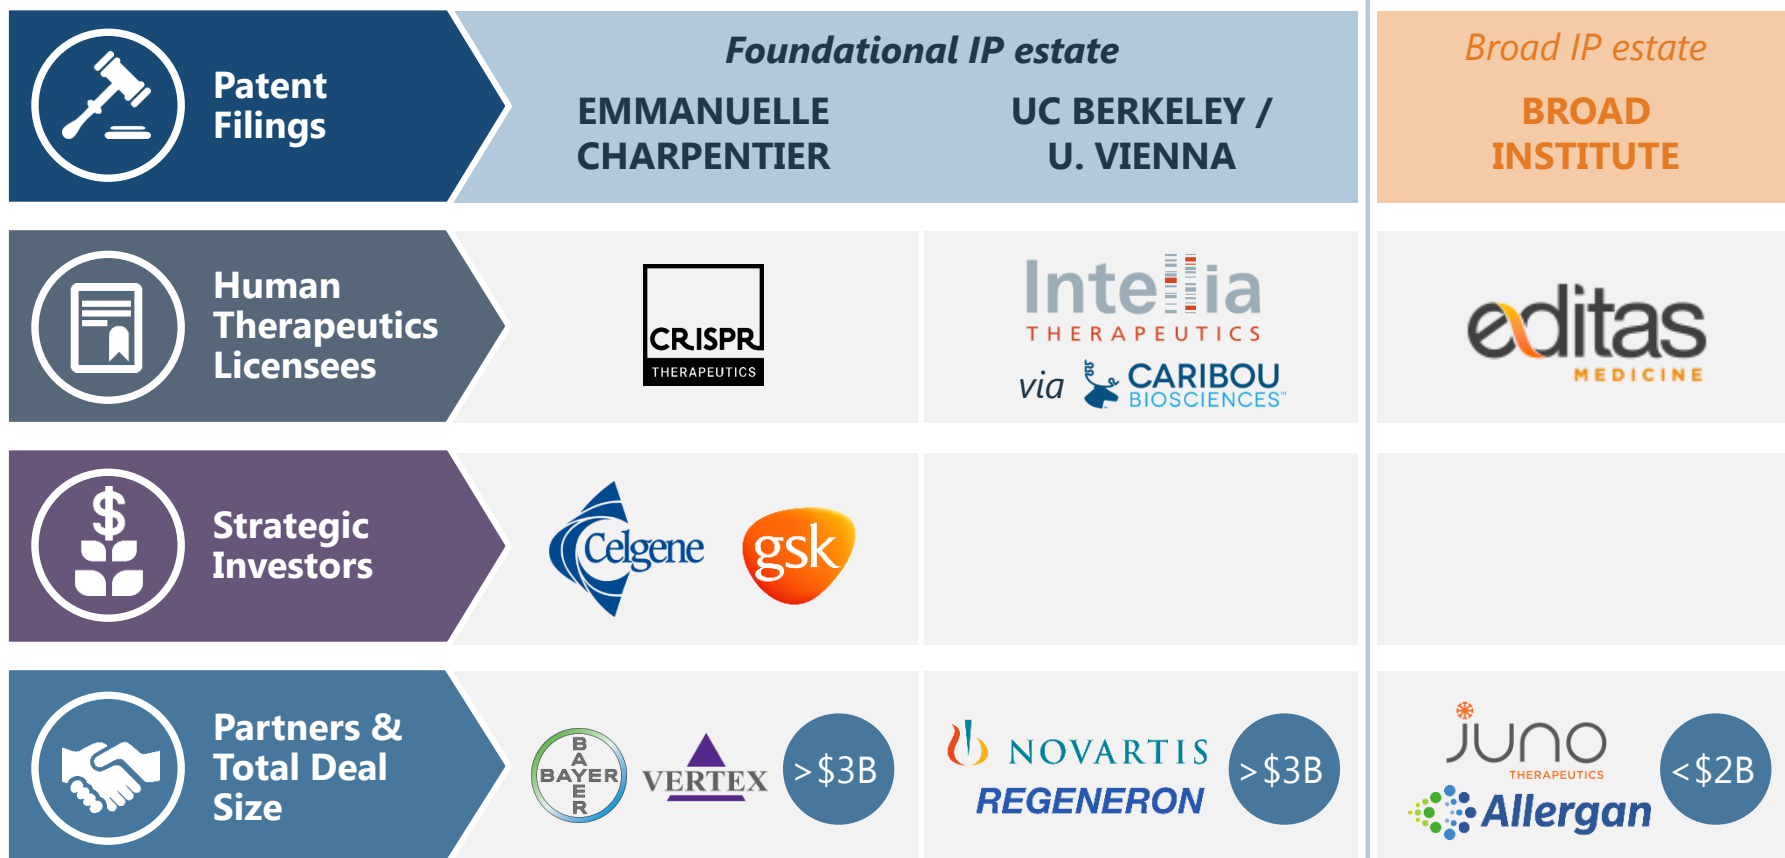 Patent
Filings
Foundational IP estate
EMMANUELLE
CHARPENTIER
UC BERKELEY /
U. VIENNA
Broad IP estate
BROAD
INSTITUTE
Human
Therapeutics
Licensees
CRISPR
THERAPEUTICS
Intellia
THERAPEUTICS
via CARIBOU
BIOSCIENCES™
editas
MEDICINE
$
Strategic
Investors
Celgene
gsk
Partners &
Total Deal
Size
BAYER
BAYER
VERTEX
>$3B
NOVARTIS
REGENERON
>$3B
juno
THERAPEUTICS
Allergan
<$2B